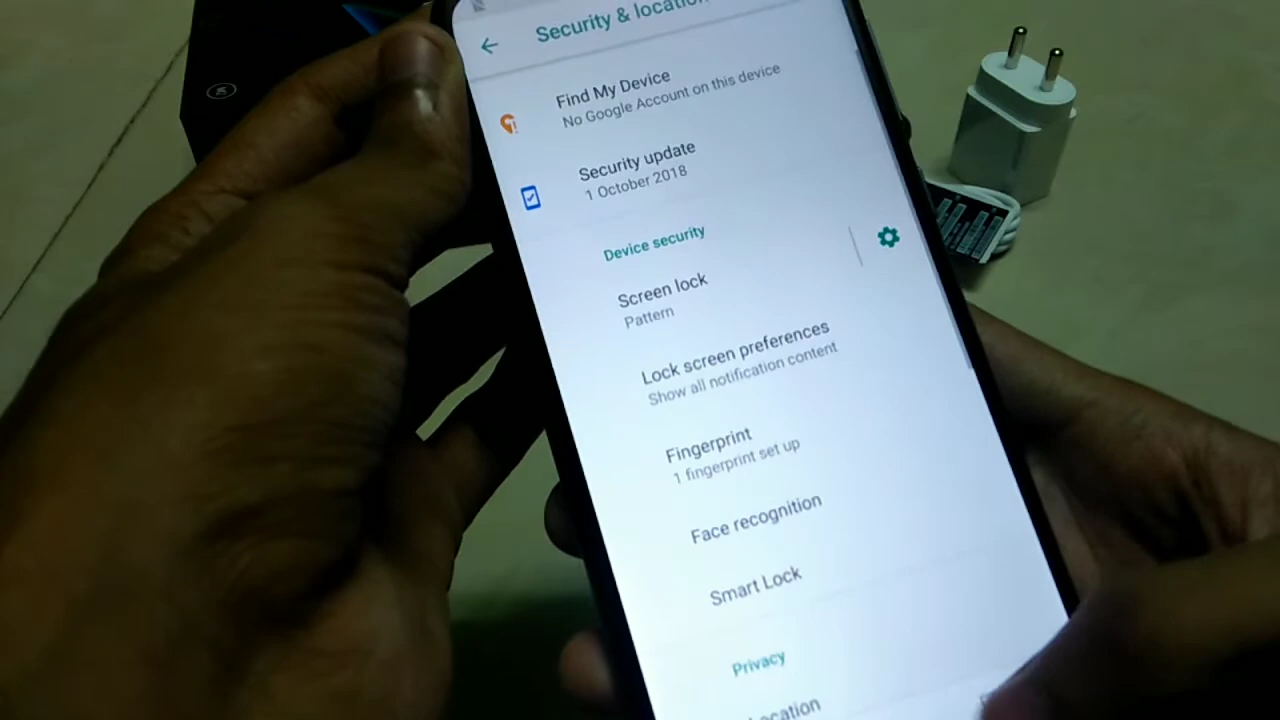 Security & location
Find My Device
No Google Account on this device
Security update
1 October 2018
Device security
Screen lock
Pattern
Lock screen preferences
Show all notification content
Fingerprint
1 fingerprint set up
Face recognition
Smart Lock
Privacy
Location